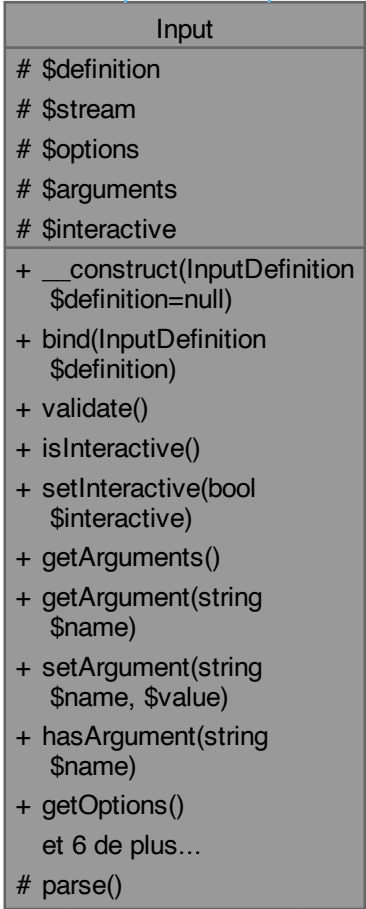 Input
# $definition
# $stream
# $options
# $arguments
# $interactive
+ __construct(InputDefinition
$definition=null)
+ bind(InputDefinition
$definition)
+ validate()
+ isInteractive()
+ setInteractive(bool
$interactive)
+ getArguments()
+ getArgument(string
$name)
+ setArgument(string
$name, $value)
+ hasArgument(string
$name)
+ getOptions()
et 6 de plus...
# parse()